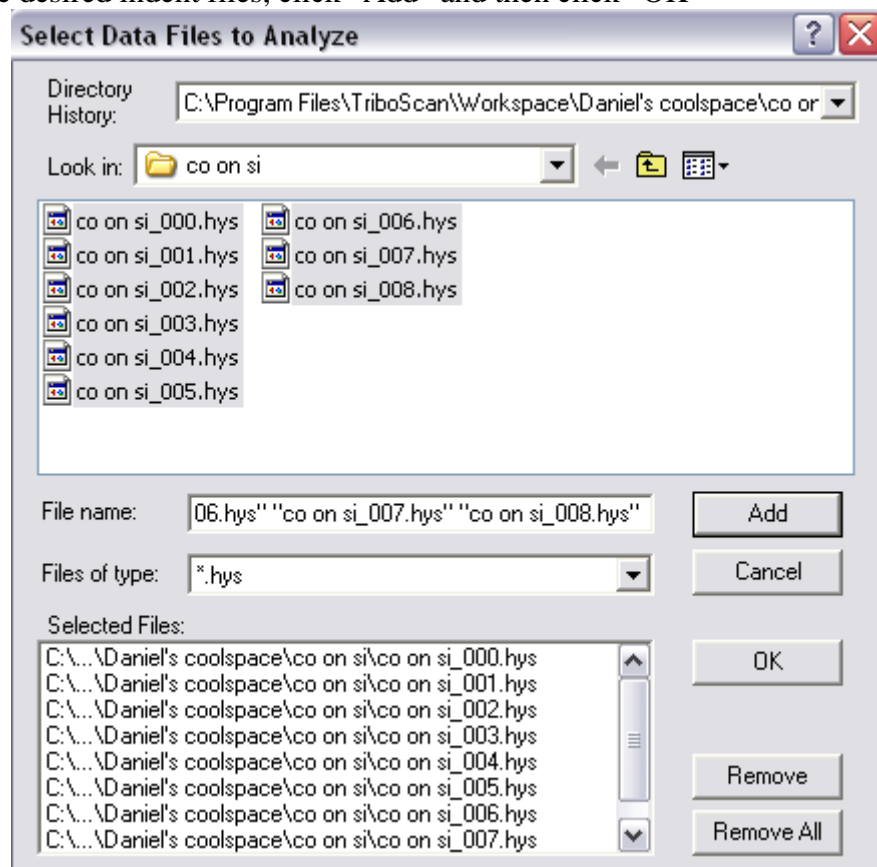 desired indent files, click "Add" and then click "OK"
Select Data Files to Analyze
Directory
History:
C:\Program Files\TriboScan\Workspace\Daniel's coolspace\co or
Look in:
co on si
co on si_000.hys
co on si_001.hys
co on si_002.hys
co on si_003.hys
co on si_004.hys
co on si_005.hys
co on si_006.hys
co on si_007.hys
co on si_008.hys
File name:
06.hys" "co on si_007.hys" "co on si_008.hys"
Add
Files of type:
*.hys
Cancel
Selected Files:
C:\...\Daniel's coolspace\co on si\co on si_000.hys
C:\...\Daniel's coolspace\co on si\co on si_001.hys
C:\...\Daniel's coolspace\co on si\co on si_002.hys
C:\...\Daniel's coolspace\co on si\co on si_003.hys
C:\...\Daniel's coolspace\co on si\co on si_004.hys
C:\...\Daniel's coolspace\co on si\co on si_005.hys
C:\...\Daniel's coolspace\co on si\co on si_006.hys
C:\...\Daniel's coolspace\co on si\co on si_007.hys
OK
Remove
Remove All